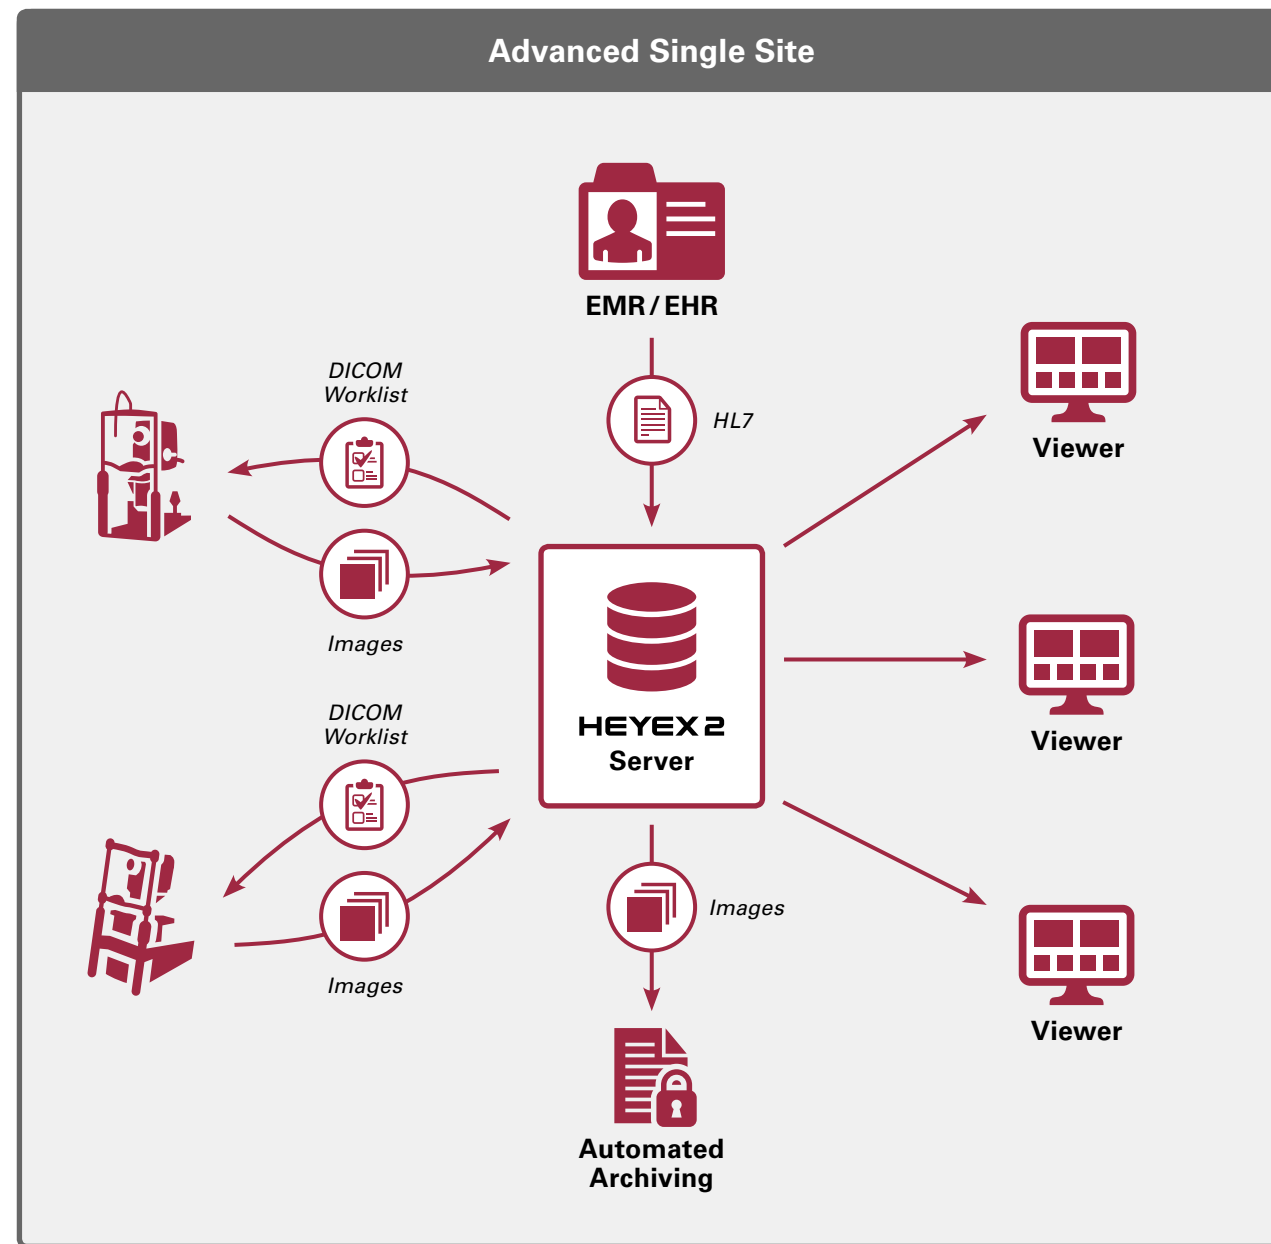 Advanced Single Site
EMR / EHR
HL7
DICOM
Worklist
Images
DICOM
Worklist
Images
HEYEX 2
Server
Viewer
Viewer
Viewer
Images
Automated
Archiving